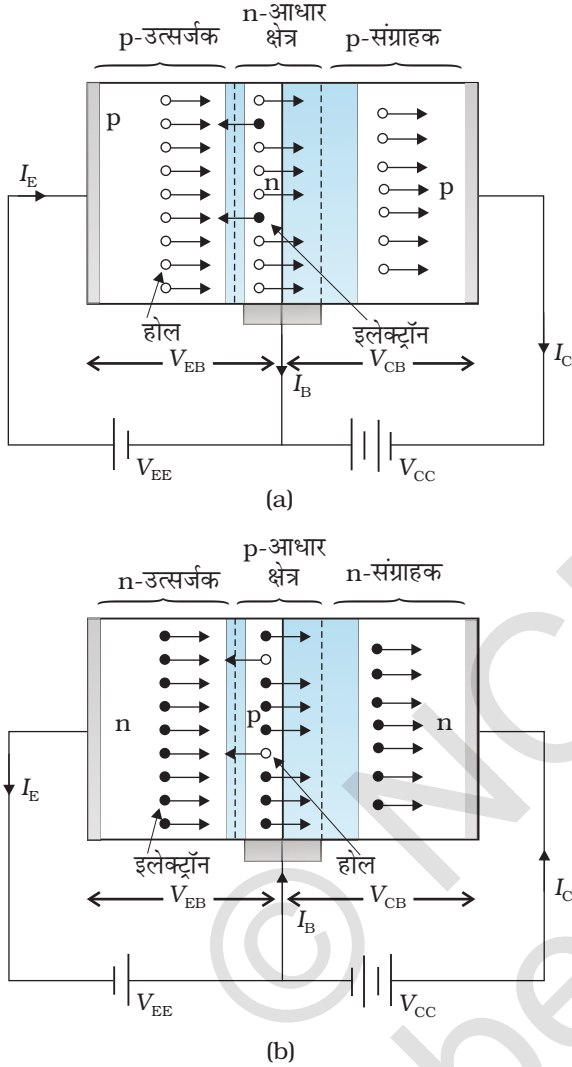 n-आधार
p-उत्सर्जक क्षेत्र p-संग्राहक
p
n
p
I_E
होल
इलेक्ट्रॉन
V_EB
V_CB
I_B
I_C
V_EE
V_CC
(a)
p-आधार
n-उत्सर्जक क्षेत्र n-संग्राहक
n
p
n
I_E
इलेक्ट्रॉन
होल
V_EB
V_CB
I_B
I_C
V_EE
V_CC
(b)